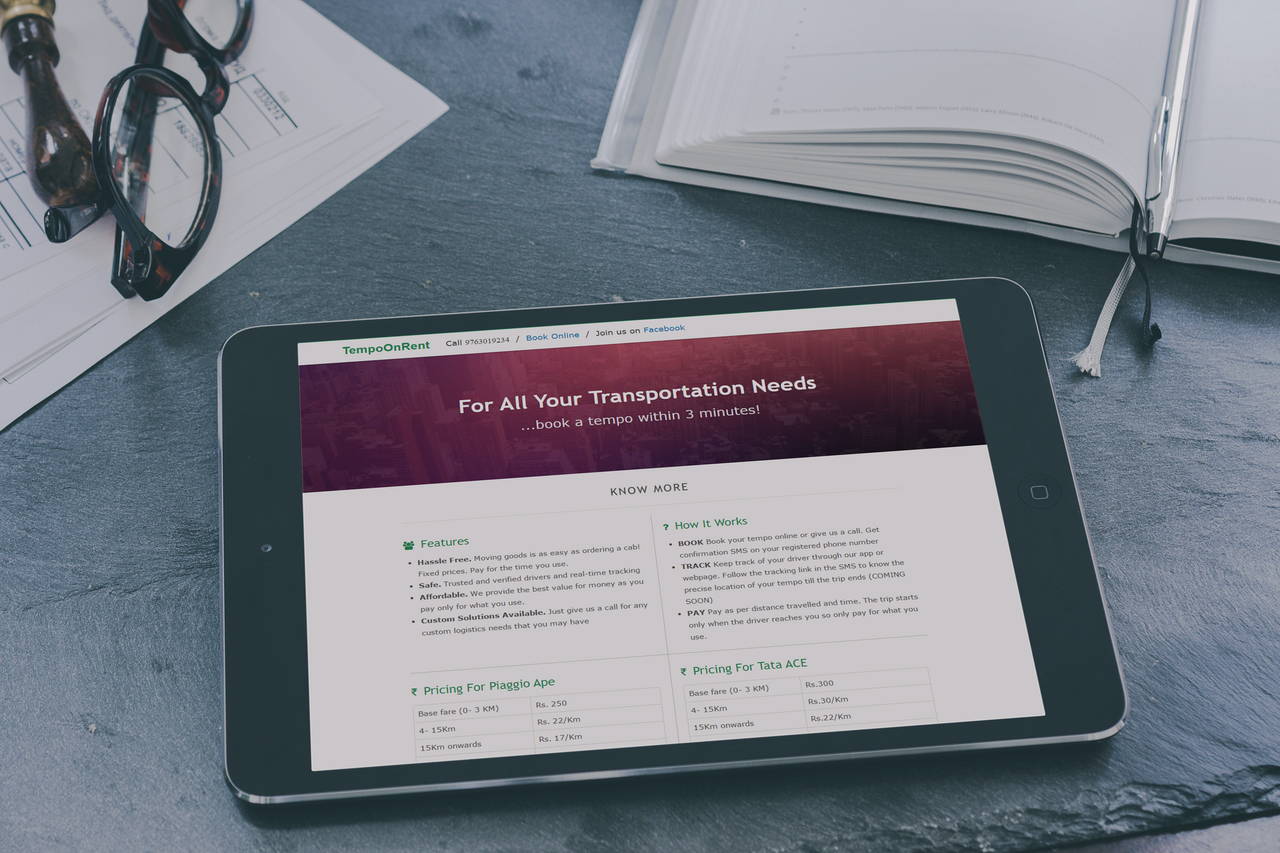 TempoOnRent Call 9763019234 / Book Online / Join us on Facebook
For All Your Transportation Needs
...book a tempo within 3 minutes!
KNOW MORE
Features
• Hassle Free. Moving goods is as easy as ordering a cab!
Fixed prices. Pay for the time you use.
• Safe. Trusted and verified drivers and real-time tracking
• Affordable. We provide the best value for money as you
pay only for what you use.
• Custom Solutions Available. Just give us a call for any
custom logistics needs that you may have
? How It Works
• BOOK Book your tempo online or give us a call. Get
confirmation SMS on your registered phone number
• TRACK Keep track of your driver through our app or
webpage. Follow the tracking link in the SMS to know the
precise location of your tempo till the trip ends (COMING
SOON)
• PAY Pay as per distance travelled and time. The trip starts
only when the driver reaches you so only pay for what you
use.
₹ Pricing For Piaggio Ape
Base fare (0- 3 KM) Rs. 250
4- 15Km Rs. 22/Km
15Km onwards Rs. 17/Km
₹ Pricing For Tata ACE
Base fare (0- 3 KM) Rs.300
4- 15Km Rs.30/Km
15Km onwards Rs.22/Km